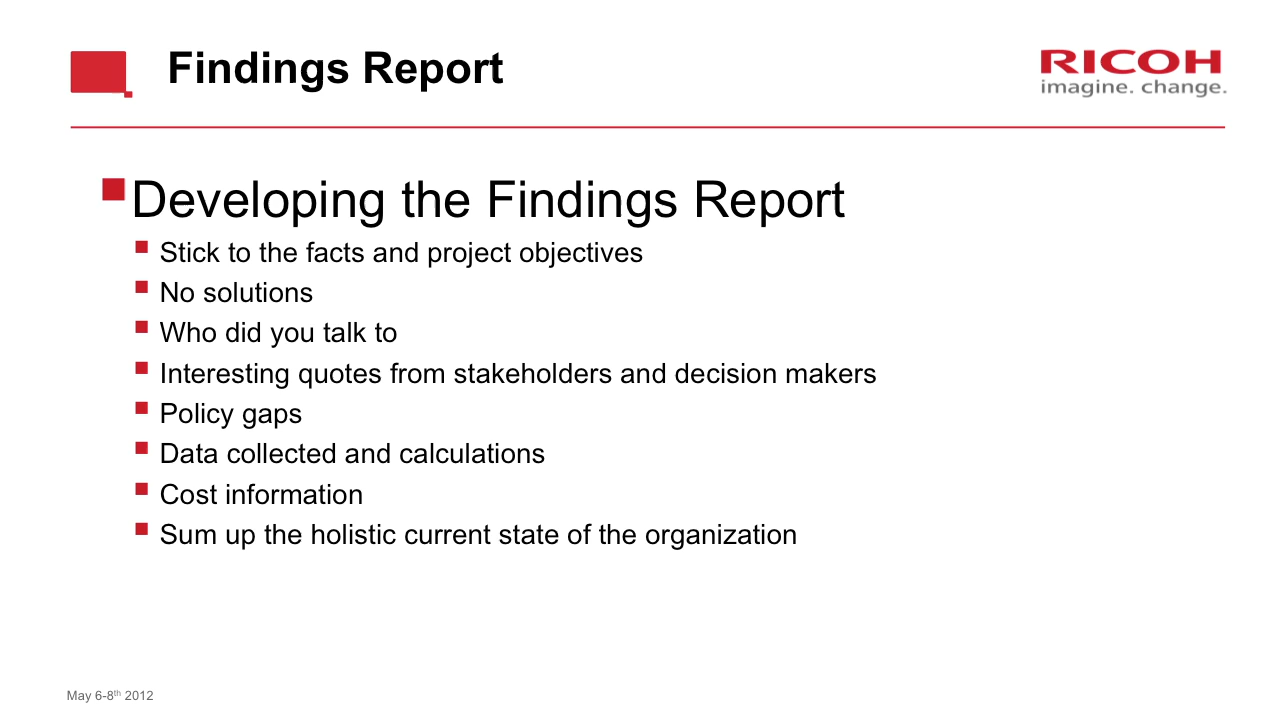 Findings Report
RICOH
imagine. change.
Developing the Findings Report
Stick to the facts and project objectives
No solutions
Who did you talk to
Interesting quotes from stakeholders and decision makers
Policy gaps
Data collected and calculations
Cost information
Sum up the holistic current state of the organization
May 6-8th 2012